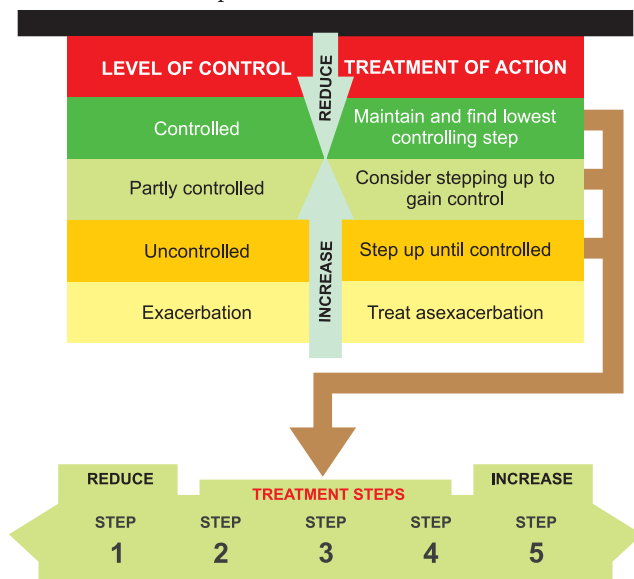 LEVEL OF CONTROL
REDUCE
TREATMENT OF ACTION
Controlled
Maintain and find lowest
controlling step
Partly controlled
Consider stepping up to
gain control
Uncontrolled
INCREASE
Step up until controlled
Exacerbation
Treat asexacerbation
REDUCE
TREATMENT STEPS
INCREASE
STEP STEP STEP STEP STEP
1 2 3 4 5